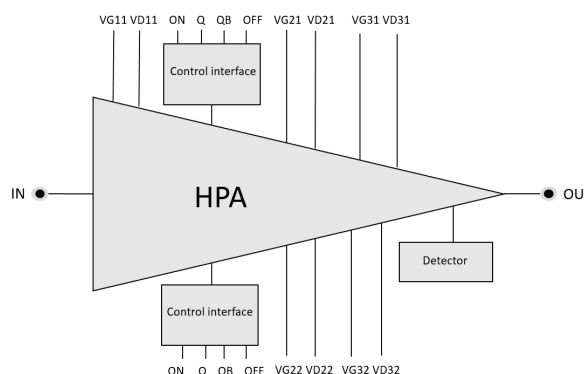 VG11 VD11 ON Q QB OFF VG21 VD21 VG31 VD31
Control interface
IN
HPA
OU
Detector
Control interface
ON Q QB OFF VG22 VD22 VG32 VD32